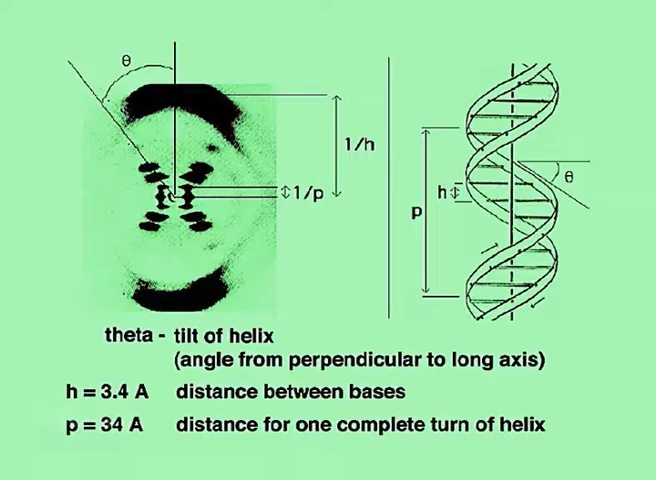 θ
1/h
1/p
p
h
θ
theta - tilt of helix
(angle from perpendicular to long axis)
h = 3.4 A distance between bases
p = 34 A distance for one complete turn of helix